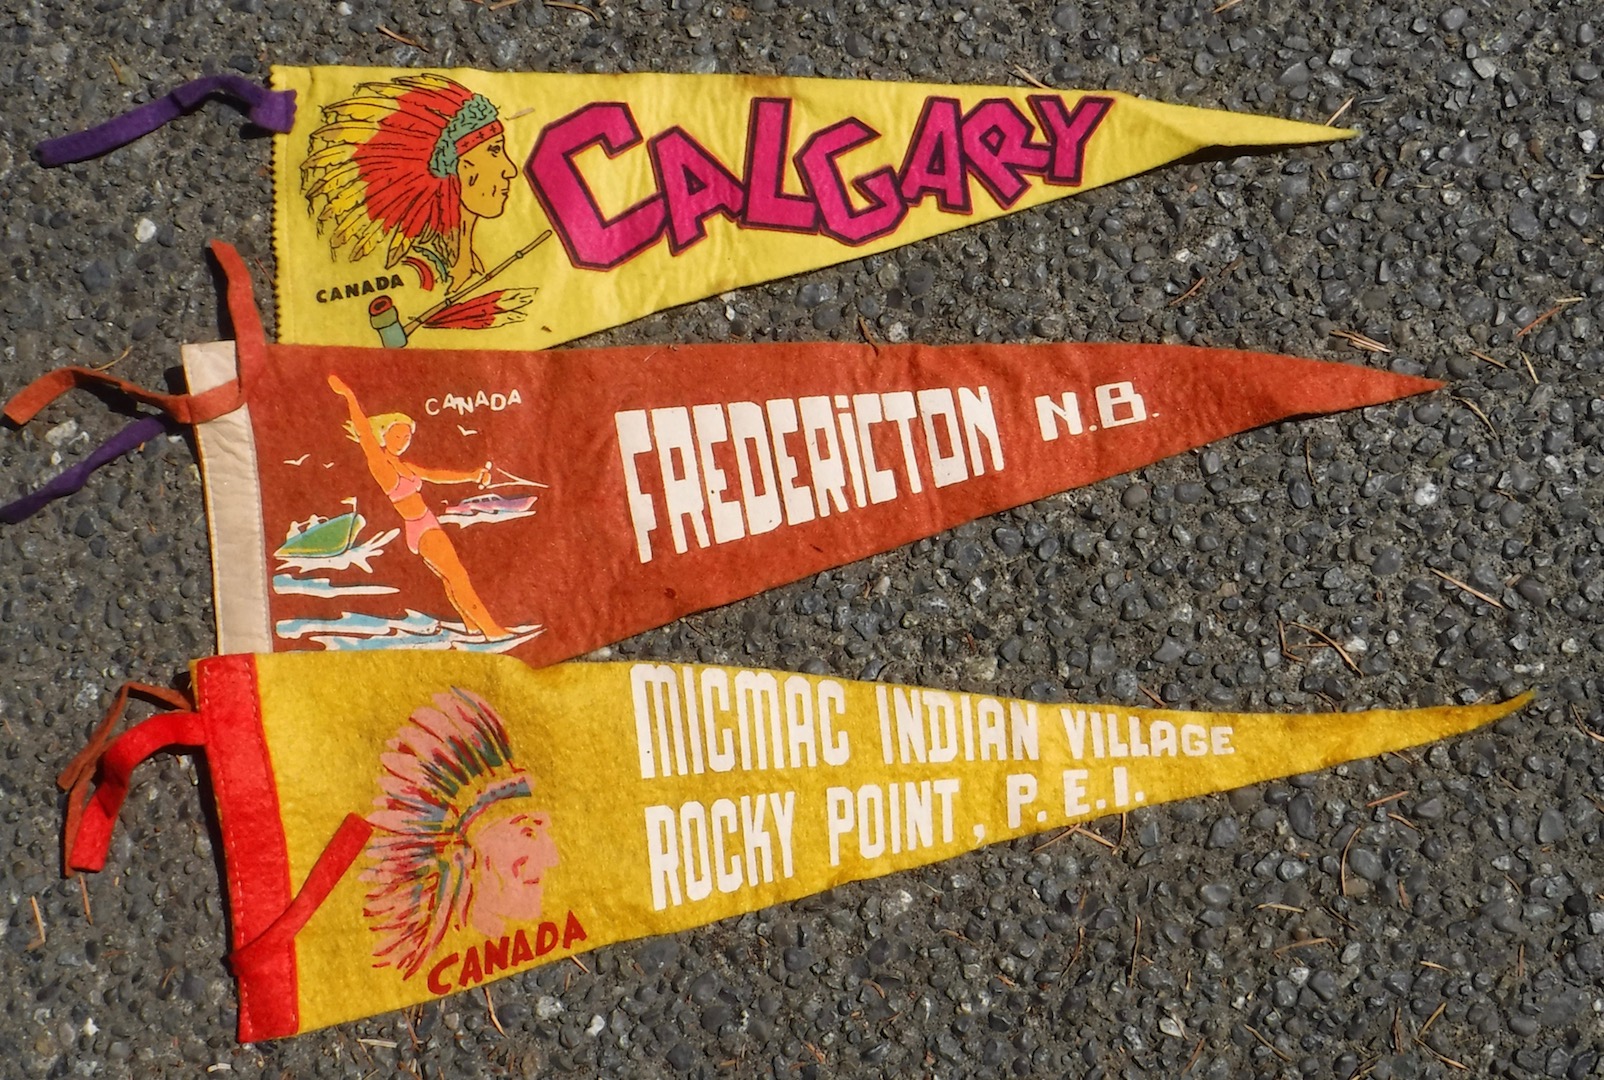 CALGARY
CANADA
CANADA
FREDERiCTON N.B.
MICMAC INDIAN VILLAGE
ROCKY POINT, P.E.I.
CANADA